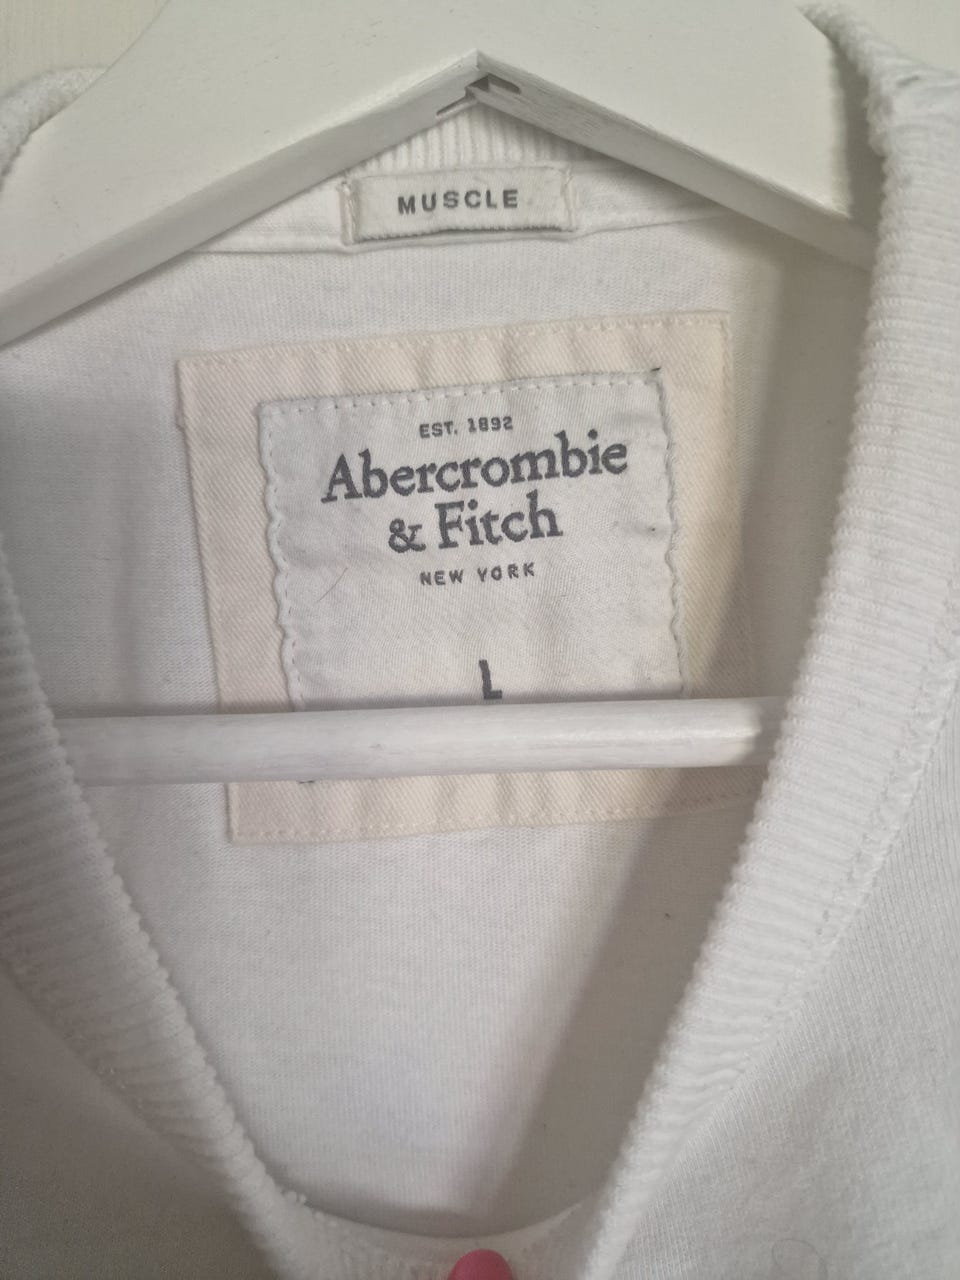 MUSCLE
EST. 1892
Abercrombie
& Fitch
NEW YORK
L